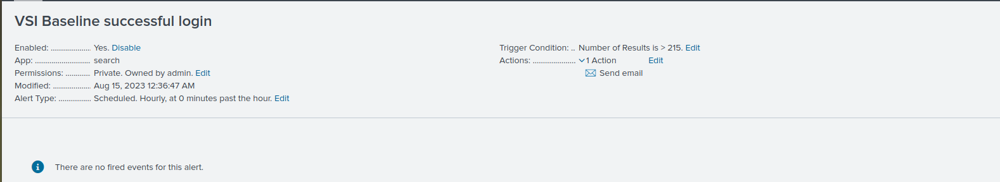 VSI Baseline successful login
Enabled: ................... Yes. Disable
App: .......................... search
Permissions: ............ Private. Owned by admin. Edit
Modified: .................. Aug 15, 2023 12:36:47 AM
Alert Type: ................ Scheduled. Hourly, at 0 minutes past the hour. Edit
Trigger Condition: .. Number of Results is > 215. Edit
Actions: ..................... 1 Action Edit
Send email
There are no fired events for this alert.